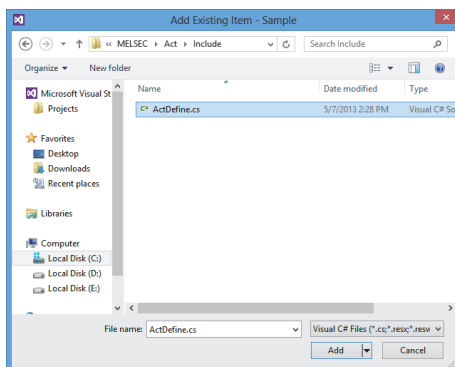 Add Existing Item - Sample
« MELSEC ▸ Act ▸ Include
Search Include
Organize ▾ New folder
Name Date modified Type
Microsoft Visual St
Projects
ActDefine.cs 5/7/2013 2:28 PM Visual C# So
Favorites
Desktop
Downloads
Recent places
Libraries
Computer
Local Disk (C:)
Local Disk (D:)
Local Disk (E:)
File name: ActDefine.cs Visual C# Files (*.cs;*.resx;*.resw
Add Cancel